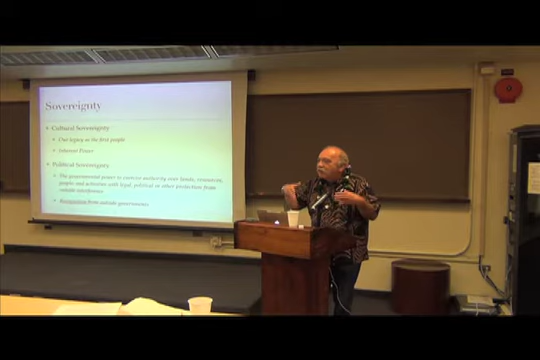 Sovereignty
Cultural Sovereignty
Our legacy as the first people
Inherent Power
Political Sovereignty
The governmental power to control authority over lands, resources,
people and activities with legal, political or other protection from
outside interference
Recognition from outside governments